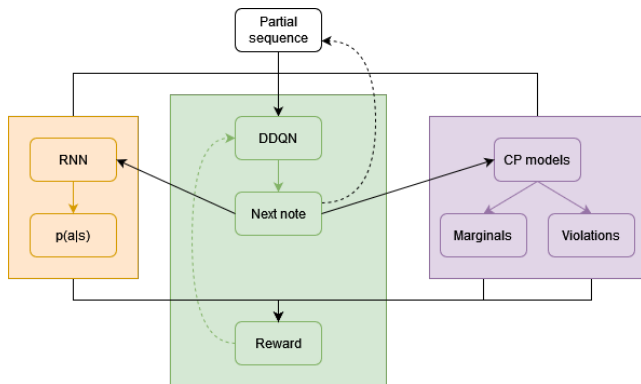 Partial
sequence
RNN
DDQN
CP models
p(a|s)
Next note
Marginals
Violations
Reward